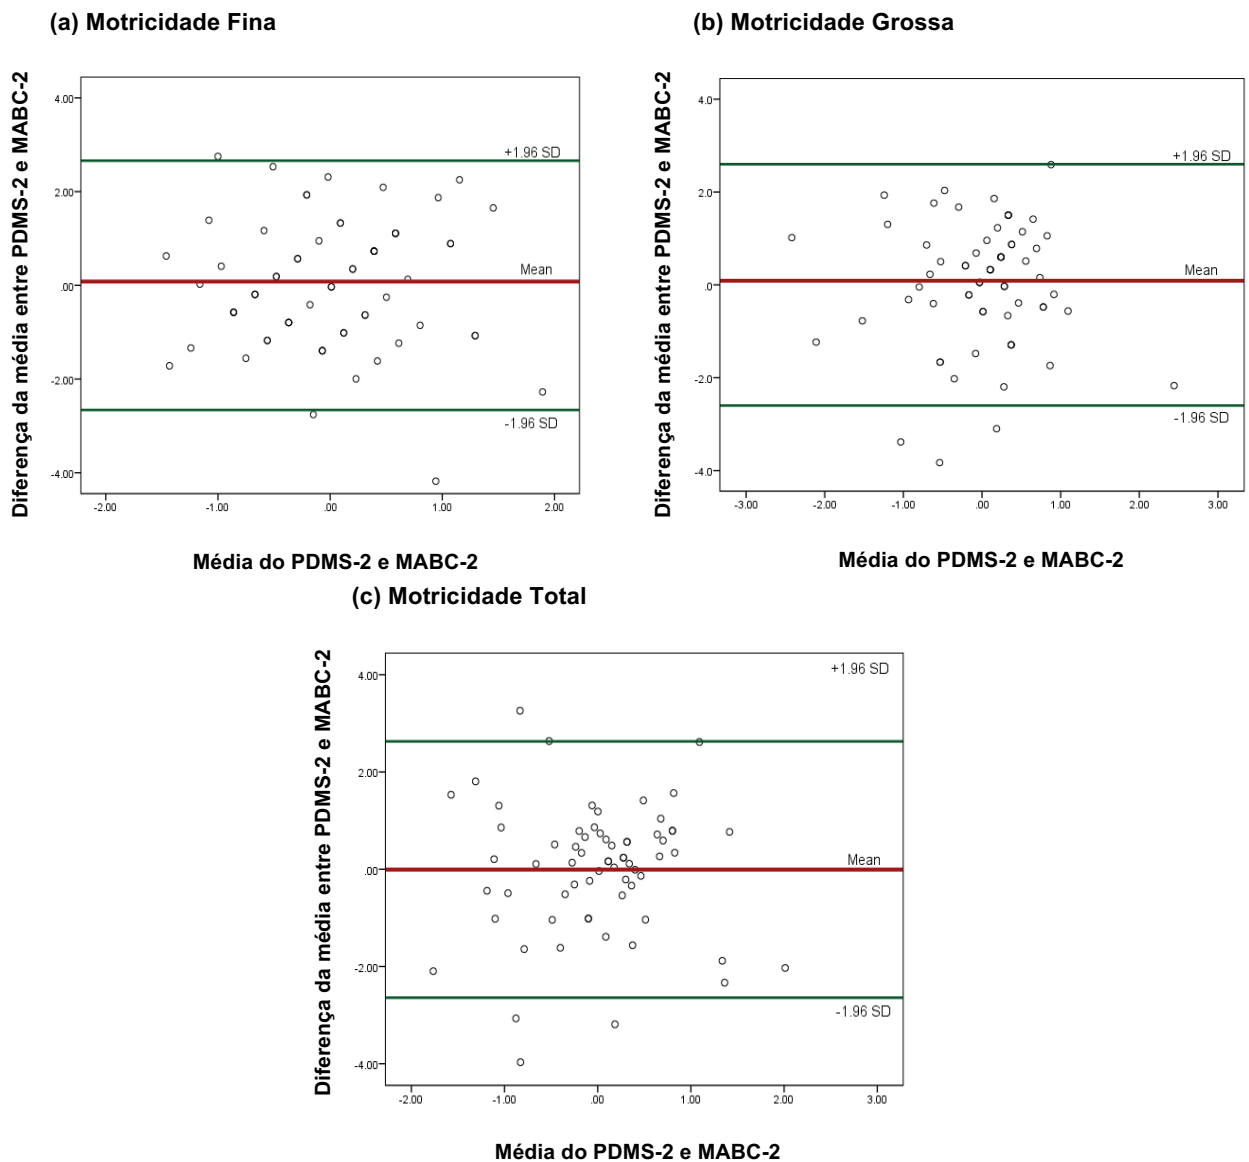 (a) Motricidade Fina
Diferença da média entre PDMS-2 e MABC-2
4.00
2.00
.00
-2.00
-4.00
+1.96 SD
Mean
-1.96 SD
-2.00 -1.00 .00 1.00 2.00
Média do PDMS-2 e MABC-2
(b) Motricidade Grossa
Diferença da média entre PDMS-2 e MABC-2
4.0
2.0
.0
-2.0
-4.0
+1.96 SD
Mean
-1.96 SD
-3.00 -2.00 -1.00 .00 1.00 2.00 3.00
Média do PDMS-2 e MABC-2
(c) Motricidade Total
Diferença da média entre PDMS-2 e MABC-2
4.00
2.00
.00
-2.00
-4.00
+1.96 SD
Mean
-1.96 SD
-2.00 -1.00 .00 1.00 2.00 3.00
Média do PDMS-2 e MABC-2